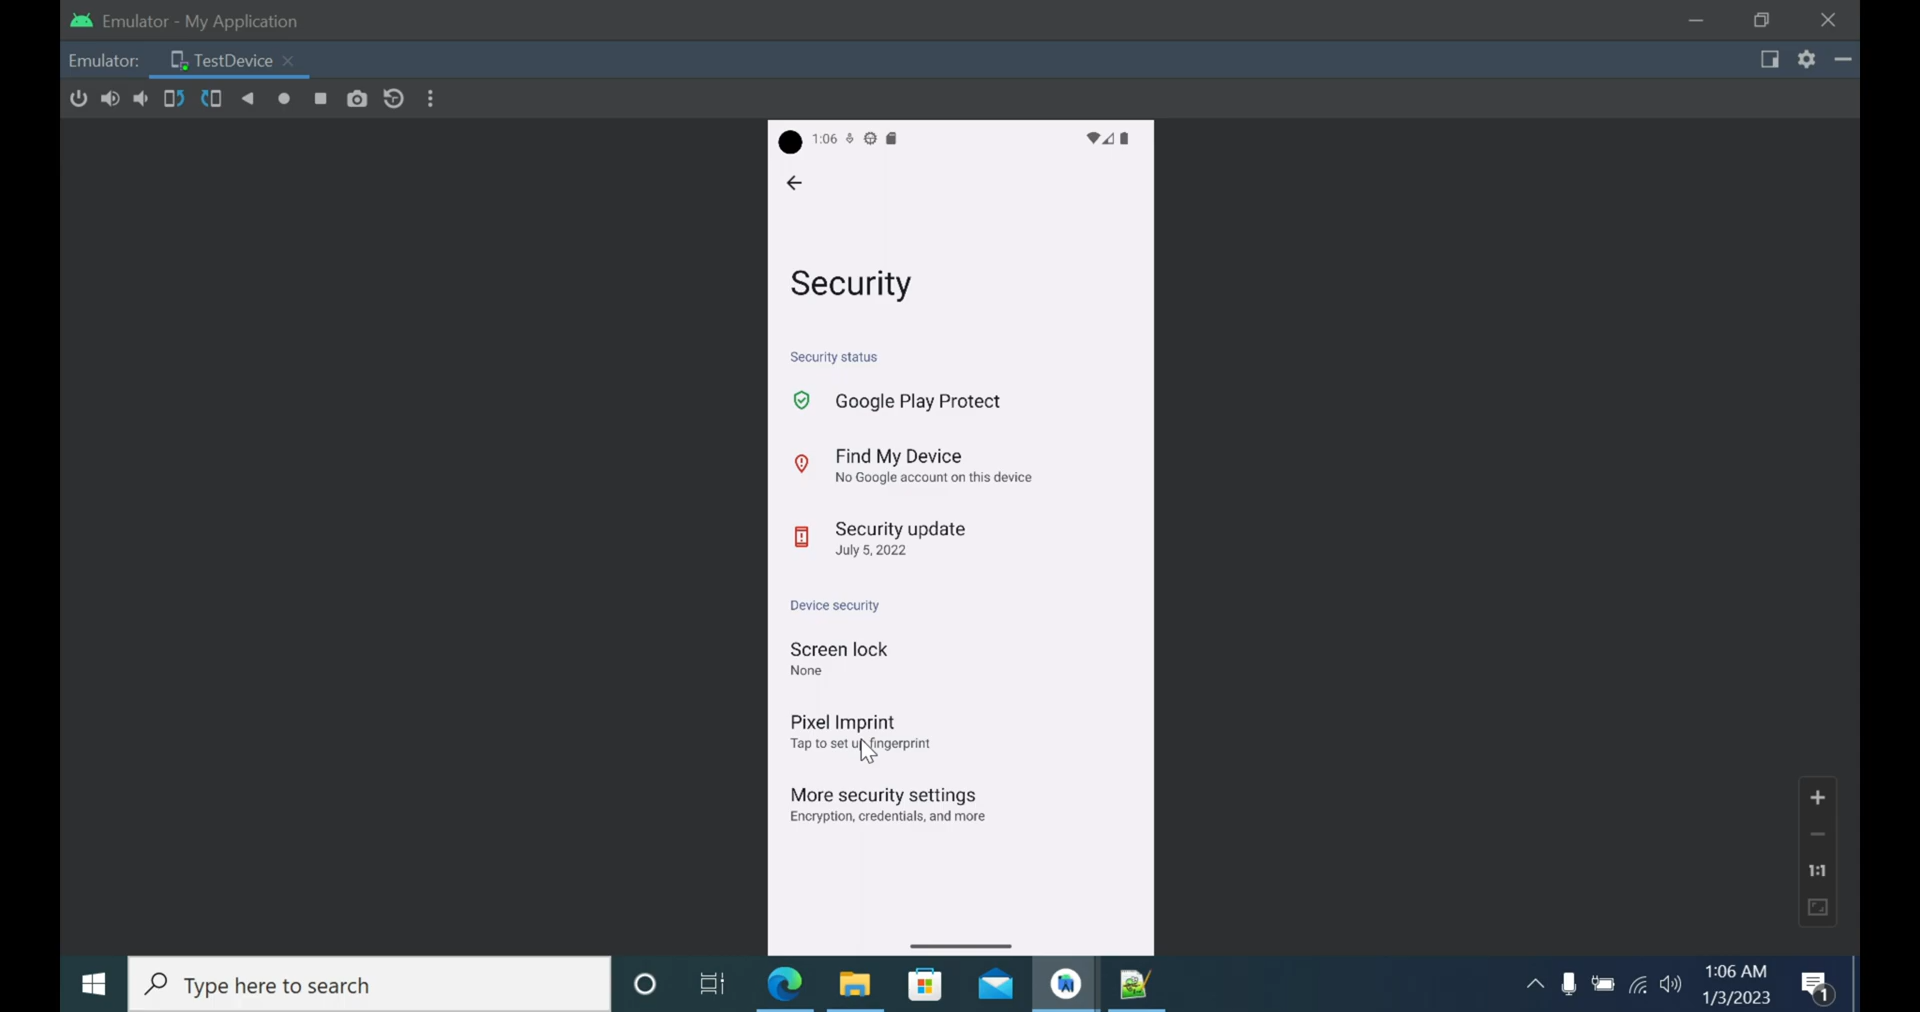 Emulator - My Application
Emulator: TestDevice
1:06
Security
Security status
Google Play Protect
Find My Device
No Google account on this device
Security update
July 5, 2022
Device security
Screen lock
None
Pixel Imprint
Tap to set up fingerprint
More security settings
Encryption, credentials, and more
1:1
Type here to search
1:06 AM
1/3/2023
1